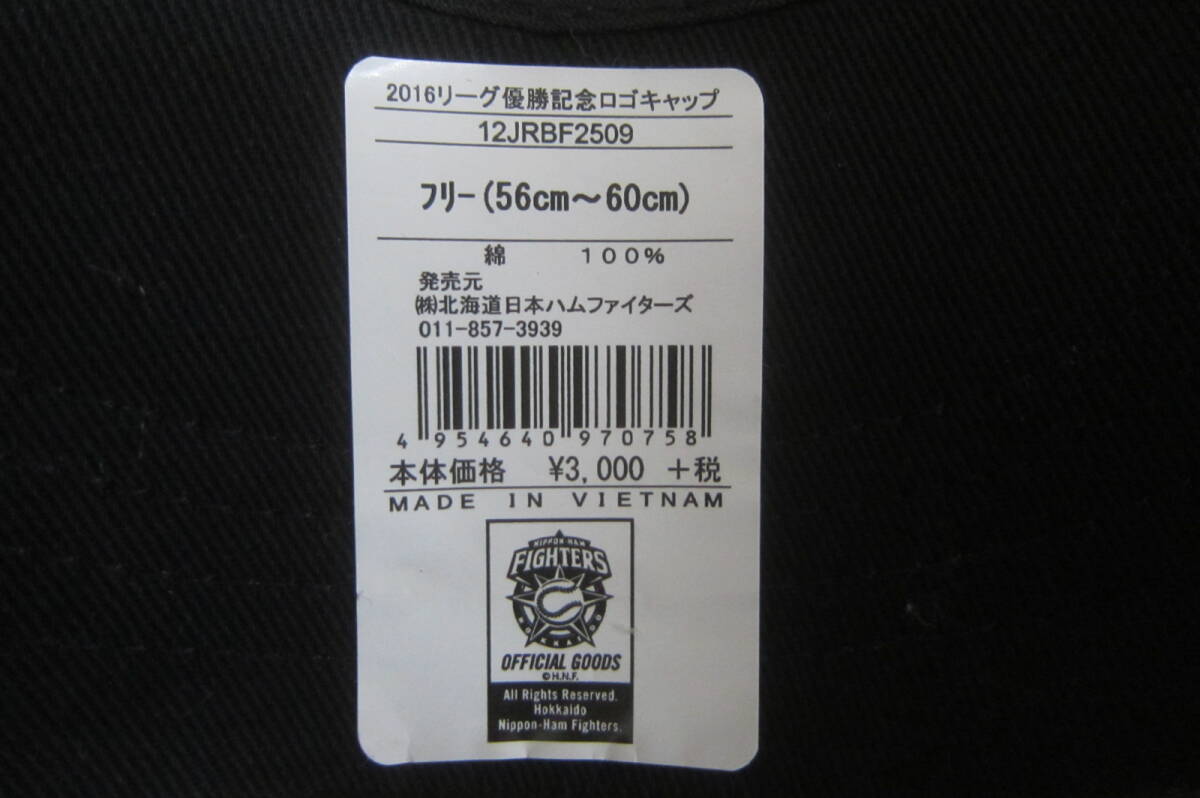 2016リーグ優勝記念ロゴキャップ
12JRBF2509
フリー(56cm～60cm)
綿 100%
発売元
㈱北海道日本ハムファイターズ
011-857-3939
4 954640 970758
本体価格 ¥3,000 +税
MADE IN VIETNAM
NIPPON-HAM
FIGHTERS
HOKKAIDO
OFFICIAL GOODS
©H.N.F.
All Rights Reserved.
Hokkaido
Nippon-Ham Fighters.